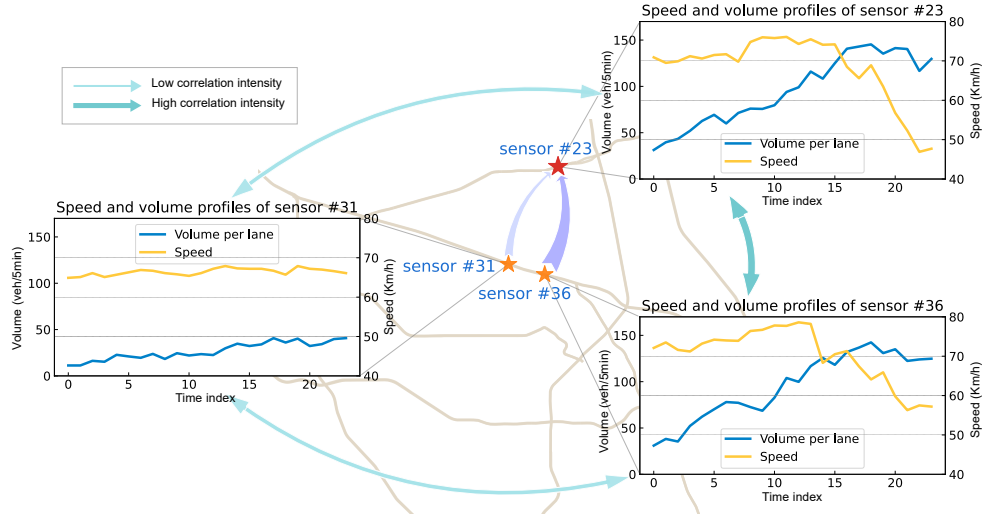 Speed and volume profiles of sensor #23
Volume (veh/5min)
150
100
50
0
80
70
60
50
40
Speed (Km/h)
Volume per lane
Speed
0 5 10 15 20
Time index
Low correlation intensity
High correlation intensity
sensor #23
sensor #31
sensor #36
Speed and volume profiles of sensor #31
Volume (veh/5min)
150
100
50
0
80
70
60
50
40
Speed (Km/h)
Volume per lane
Speed
0 5 10 15 20
Time index
Speed and volume profiles of sensor #36
Volume (veh/5min)
150
100
50
0
80
70
60
50
40
Speed (Km/h)
Volume per lane
Speed
0 5 10 15 20
Time index